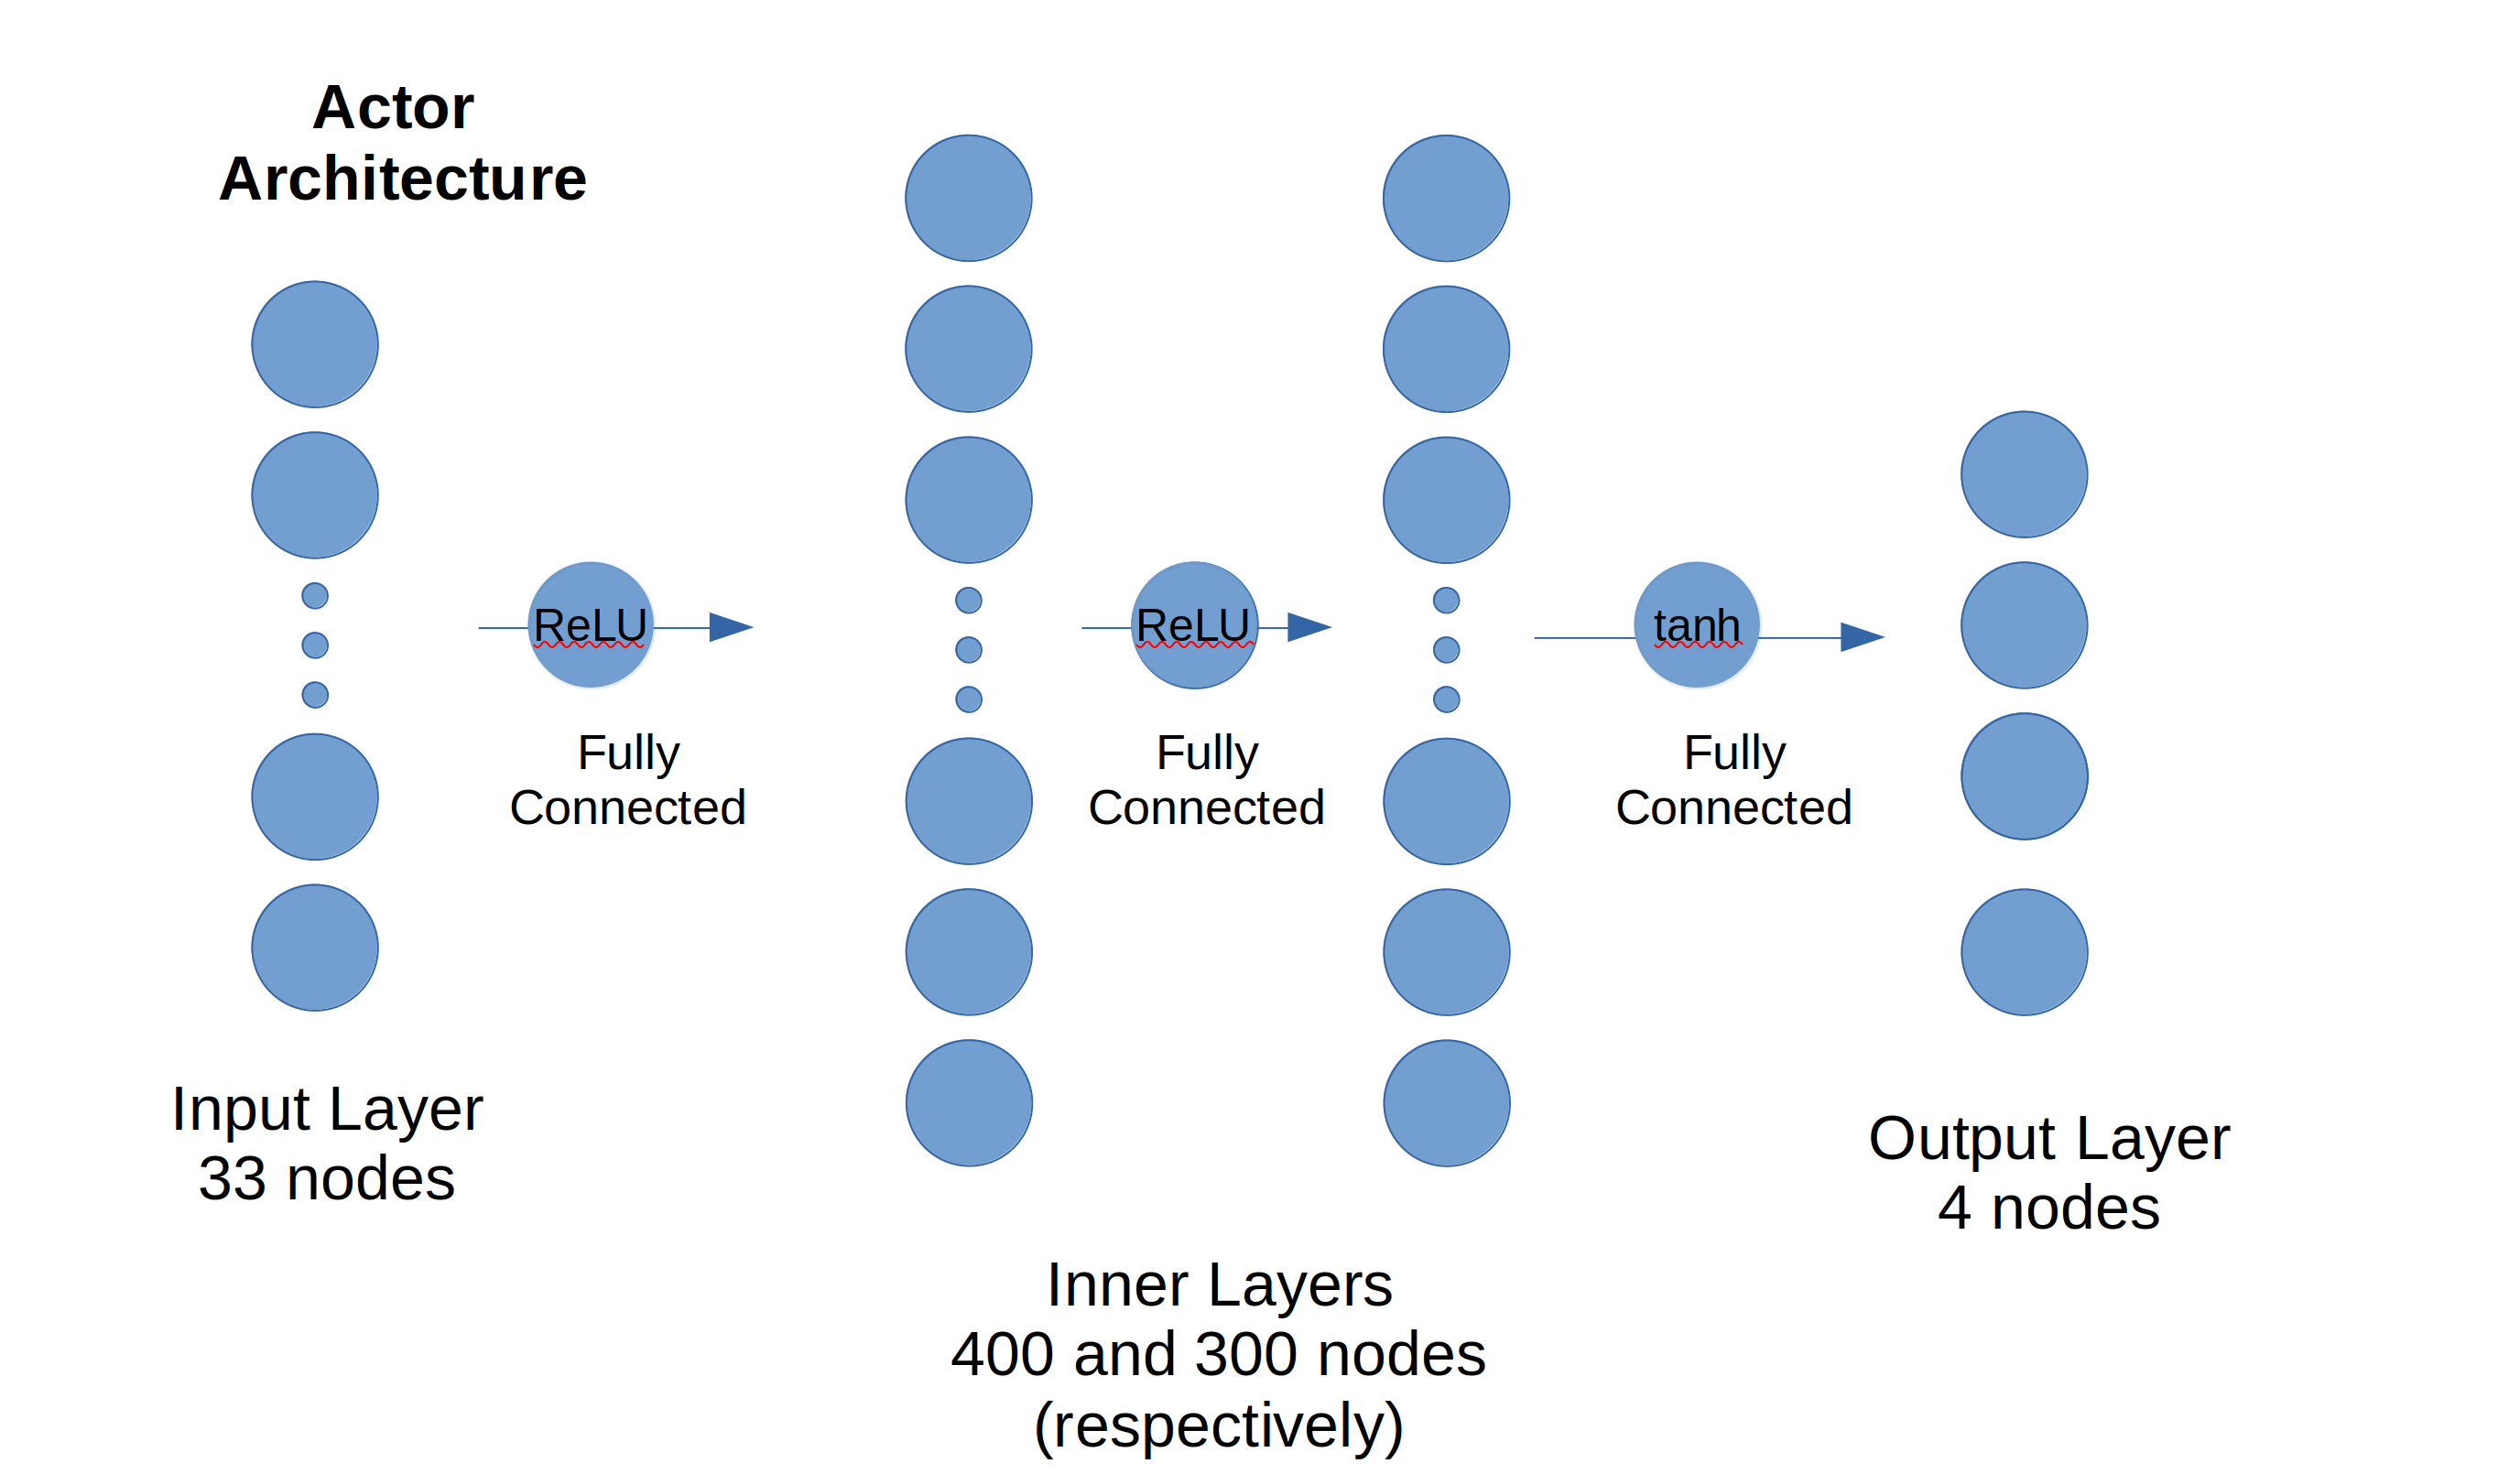 Actor
Architecture
ReLU
Fully
Connected
ReLU
Fully
Connected
tanh
Fully
Connected
Input Layer
33 nodes
Inner Layers
400 and 300 nodes
(respectively)
Output Layer
4 nodes